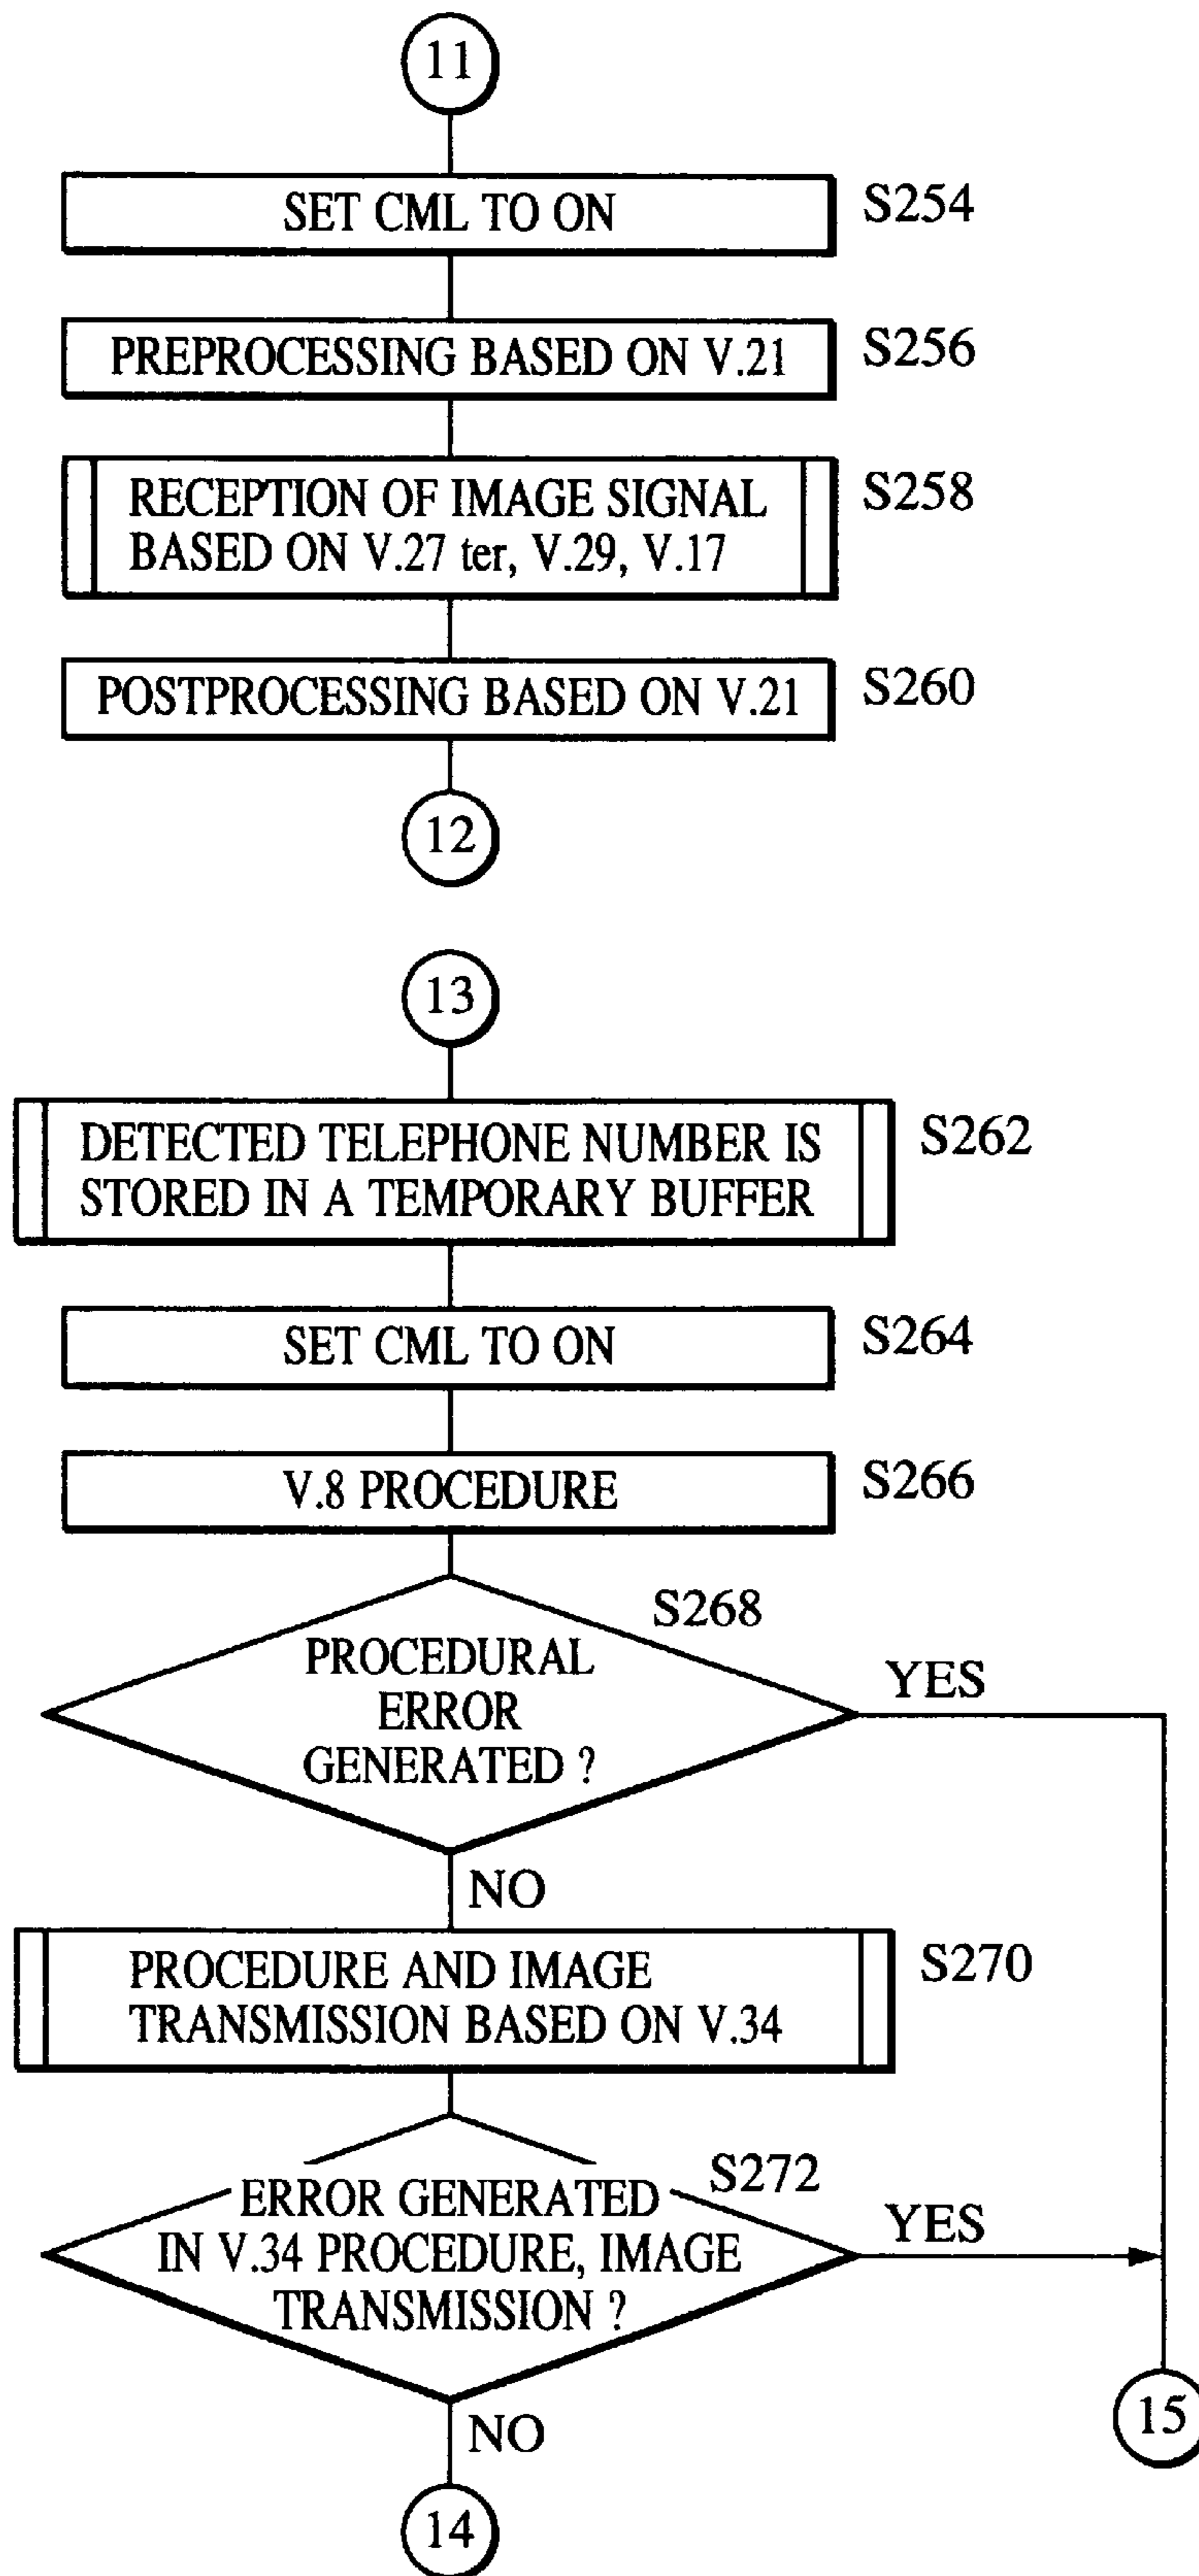 11
SET CML TO ON
S254
PREPROCESSING BASED ON V.21
S256
RECEPTION OF IMAGE SIGNAL
BASED ON V.27 ter, V.29, V.17
S258
POSTPROCESSING BASED ON V.21
S260
12
13
DETECTED TELEPHONE NUMBER IS
STORED IN A TEMPORARY BUFFER
S262
SET CML TO ON
S264
V.8 PROCEDURE
S266
S268
PROCEDURAL
ERROR
GENERATED ?
YES
NO
PROCEDURE AND IMAGE
TRANSMISSION BASED ON V.34
S270
S272
ERROR GENERATED
IN V.34 PROCEDURE, IMAGE
TRANSMISSION ?
YES
15
NO
14